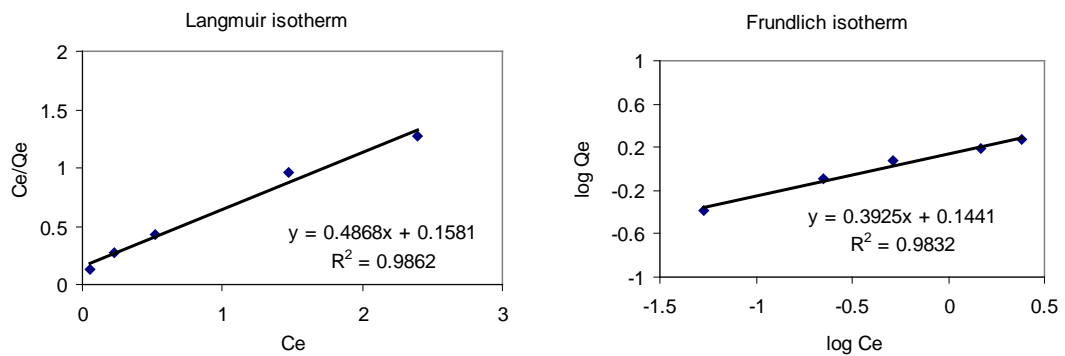 Langmuir isotherm
2
1.5
1
0.5
0
Ce/Qe
y = 0.4868x + 0.1581
R² = 0.9862
0 1 2 3
Ce
Frundlich isotherm
1
0.6
0.2
-0.2
-0.6
-1
log Qe
y = 0.3925x + 0.1441
R² = 0.9832
-1.5 -1 -0.5 0 0.5
log Ce